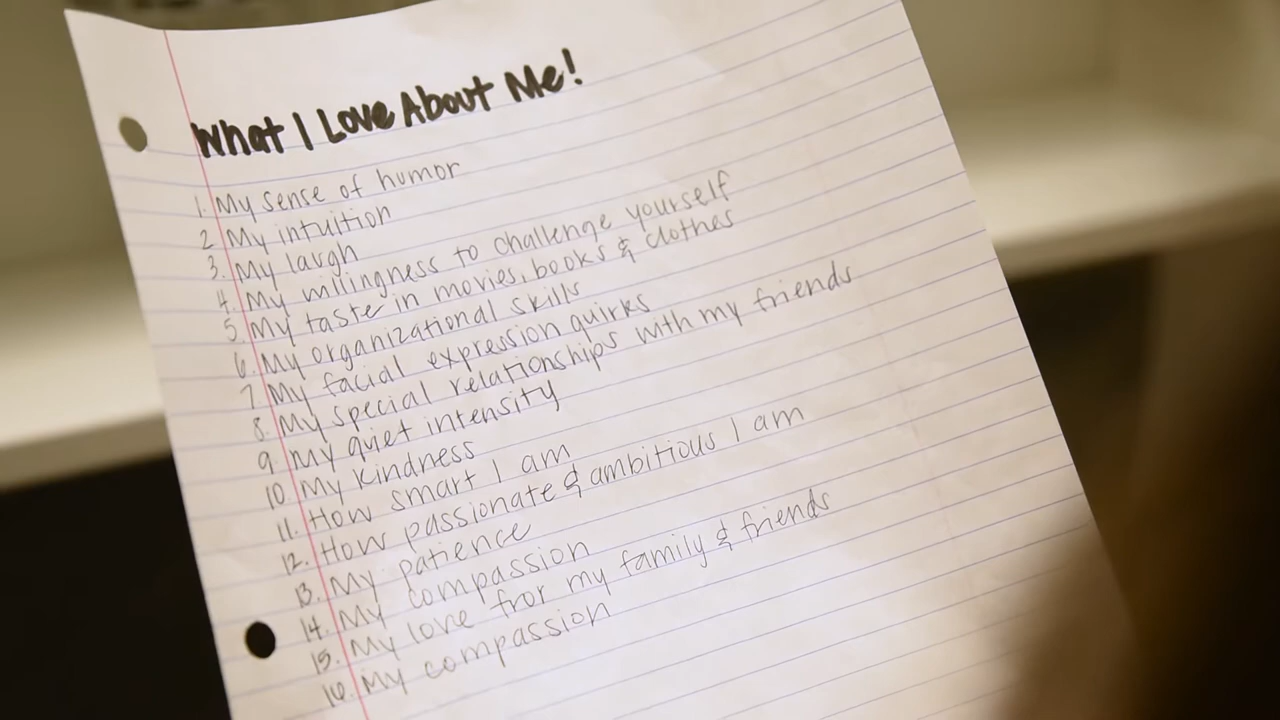 What I Love About Me!
1. My sense of humor
2 My intuition
3. My laugh
4. My willingness to challenge yourself
5. My taste in movies, books & clothes
6. My organizational skills
7 My facial expression quirks
8. My special relationships with my friends
9. My quiet intensity
10. My kindness
11. How smart I am
12. How passionate & ambitious I am
13. My patience
14. My compassion
15. My love fror my family & friends
16. My compassion